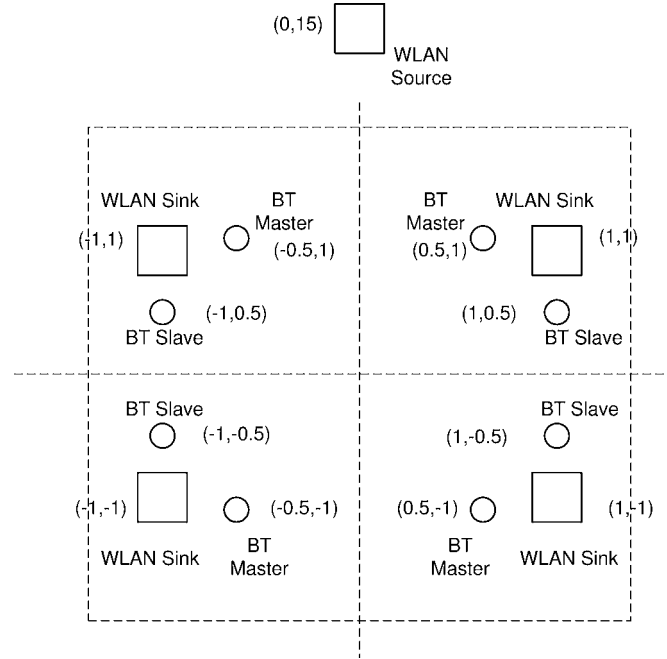 (0,15)
WLAN
Source
WLAN Sink
BT
Master
BT
Master
WLAN Sink
(-1,1)
(-0.5,1)
(0.5,1)
(1,1)
(-1,0.5)
(1,0.5)
BT Slave
BT Slave
BT Slave
BT Slave
(-1,-0.5)
(1,-0.5)
(-1,-1)
(-0.5,-1)
(0.5,-1)
(1,-1)
WLAN Sink
BT
Master
BT
Master
WLAN Sink